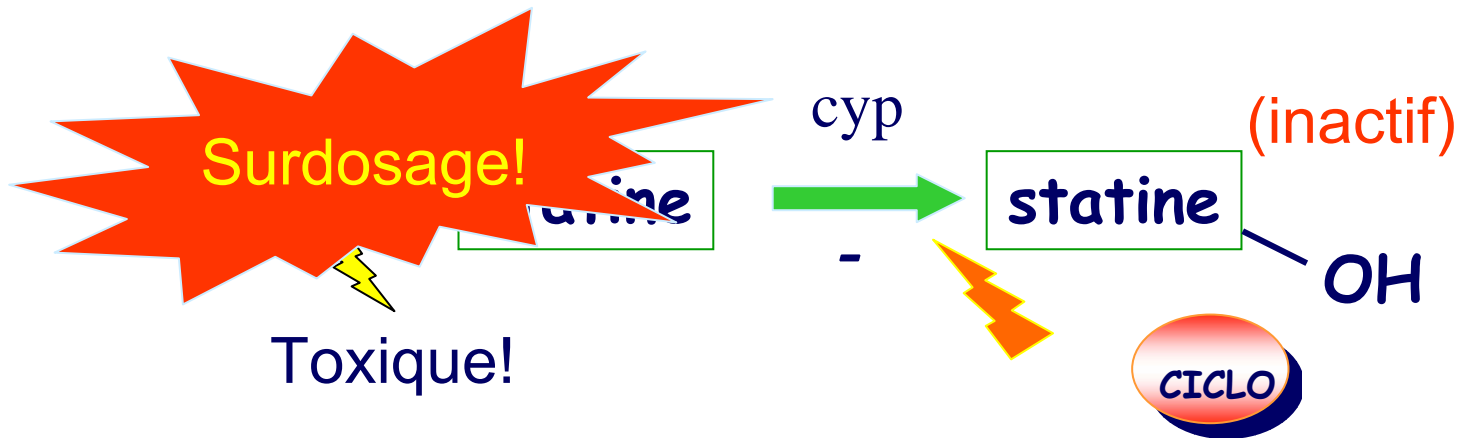 cyp
(inactif)
Surdosage!
statine
-
OH
Toxique!
CICLO